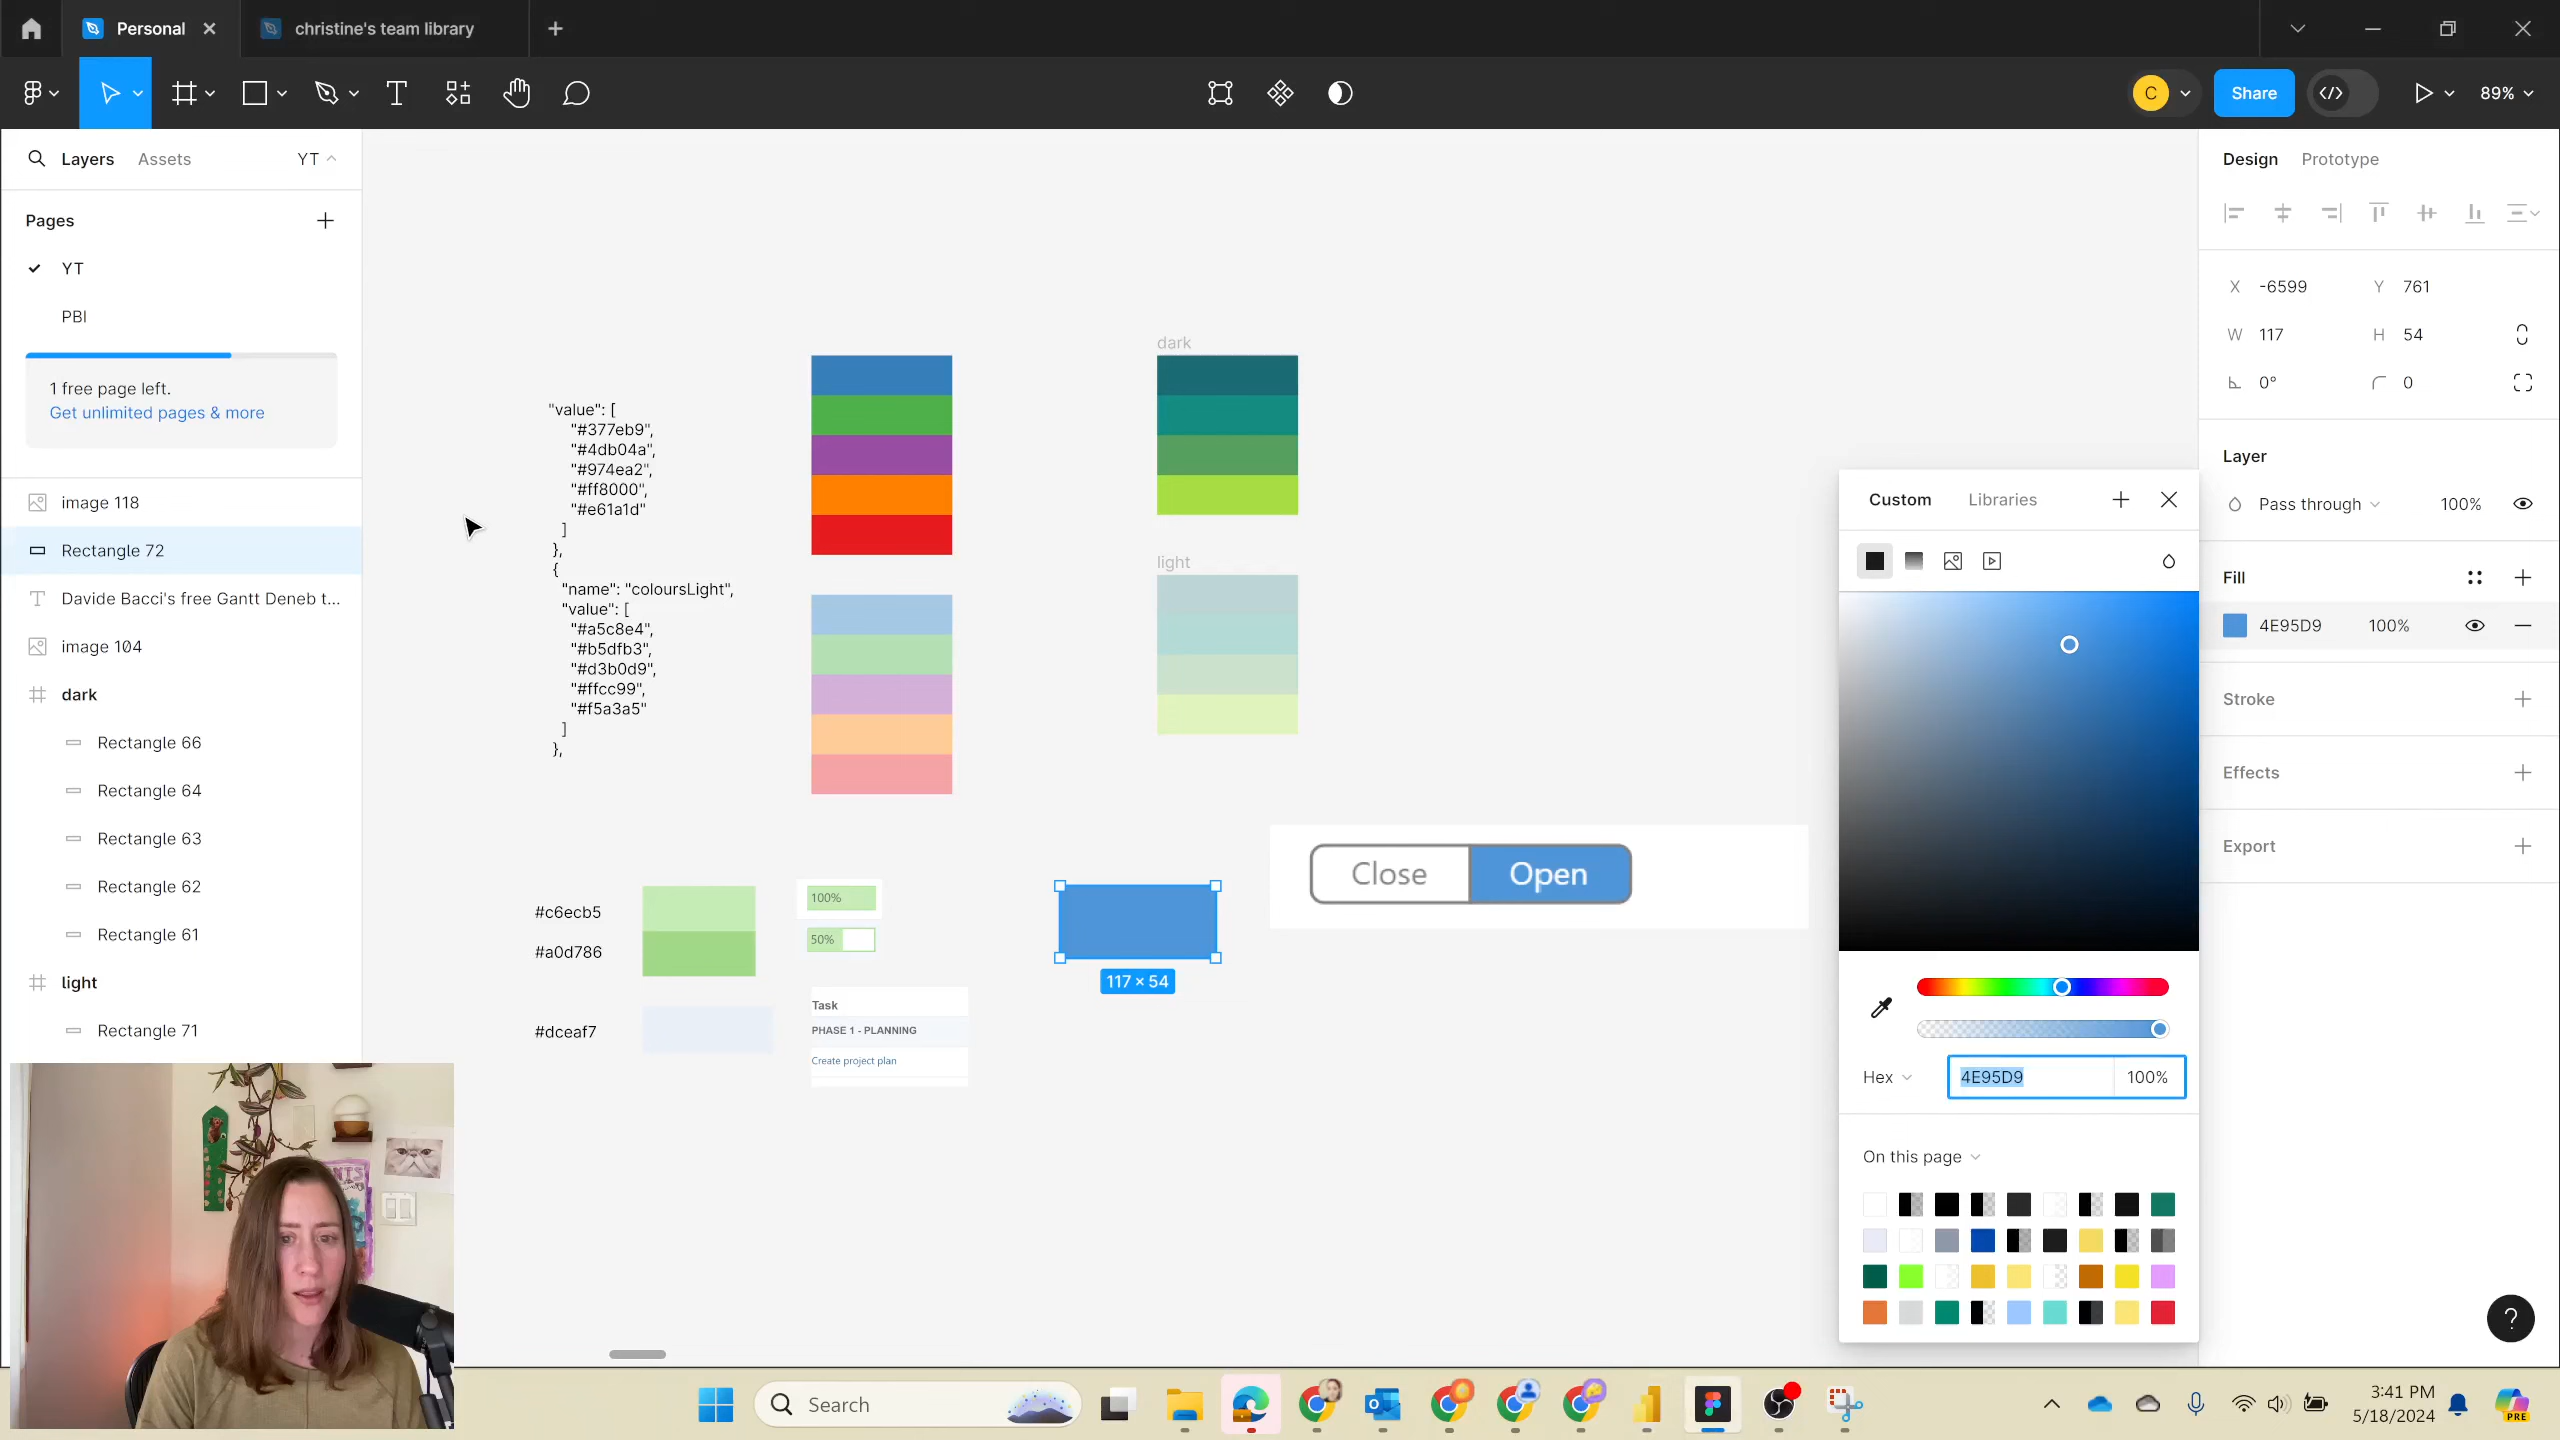 Personal
christine's team library
Share
89%
C
Layers
Assets
YT
Pages
YT
PBI
1 free page left.
Get unlimited pages & more
image 118
Rectangle 72
Davide Bacci's free Gantt Deneb t...
image 104
dark
Rectangle 66
Rectangle 64
Rectangle 63
Rectangle 62
Rectangle 61
light
Rectangle 71
"value": [
"#377eb9",
"#4db04a",
"#974ea2",
"#ff8000",
"#e61a1d"
]
},
{
"name": "coloursLight",
"value": [
"#a5c8e4",
"#b5dfb3",
"#d3b0d9",
"#ffcc99",
"#f5a3a5"
]
},
dark
light
#c6ecb5
#a0d786
#dceaf7
100%
50%
Task
PHASE 1 - PLANNING
Create project plan
117 × 54
Close
Open
Custom
Libraries
Hex
4E95D9
100%
On this page
Design
Prototype
X -6599
Y 761
W 117
H 54
0°
0
Layer
Pass through
100%
Fill
4E95D9
100%
Stroke
Effects
Export
?
Search
3:41 PM
5/18/2024
PRE